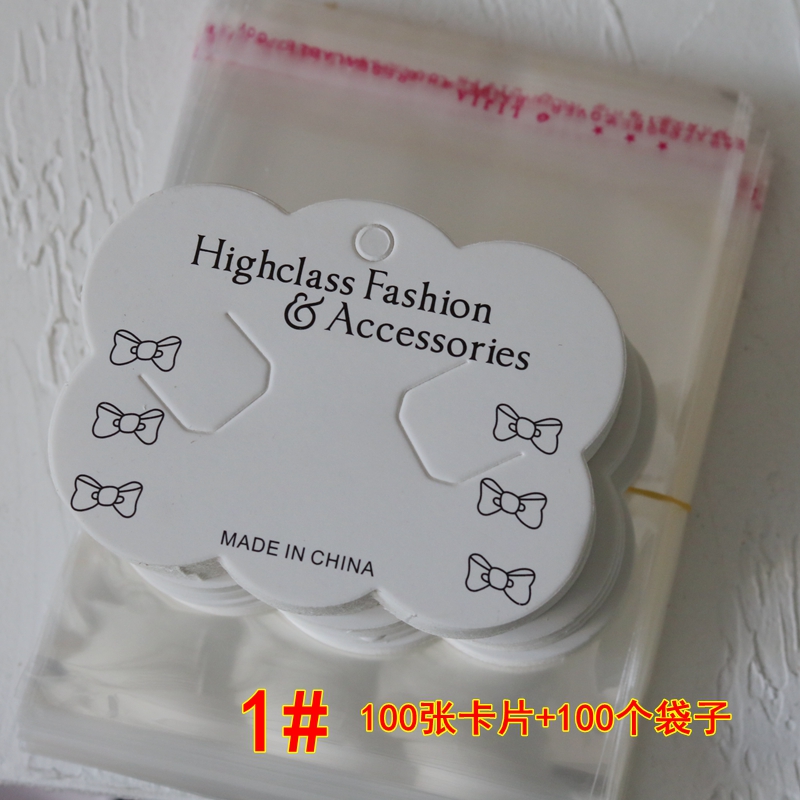 Highclass Fashion
& Accessories
MADE IN CHINA
1# 100张卡片+100个袋子